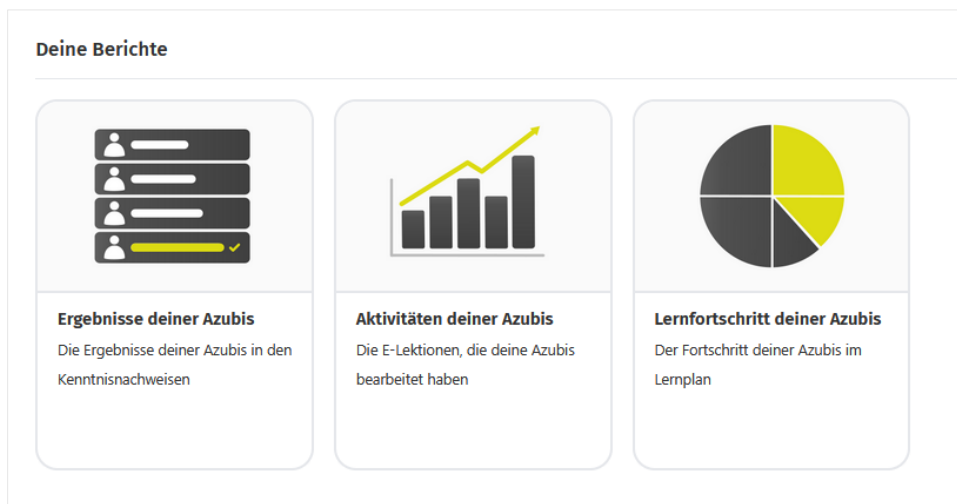 Deine Berichte
Ergebnisse deiner Azubis
Die Ergebnisse deiner Azubis in den
Kenntnisnachweisen
Aktivitäten deiner Azubis
Die E-Lektionen, die deine Azubis
bearbeitet haben
Lernfortschritt deiner Azubis
Der Fortschritt deiner Azubis im
Lernplan